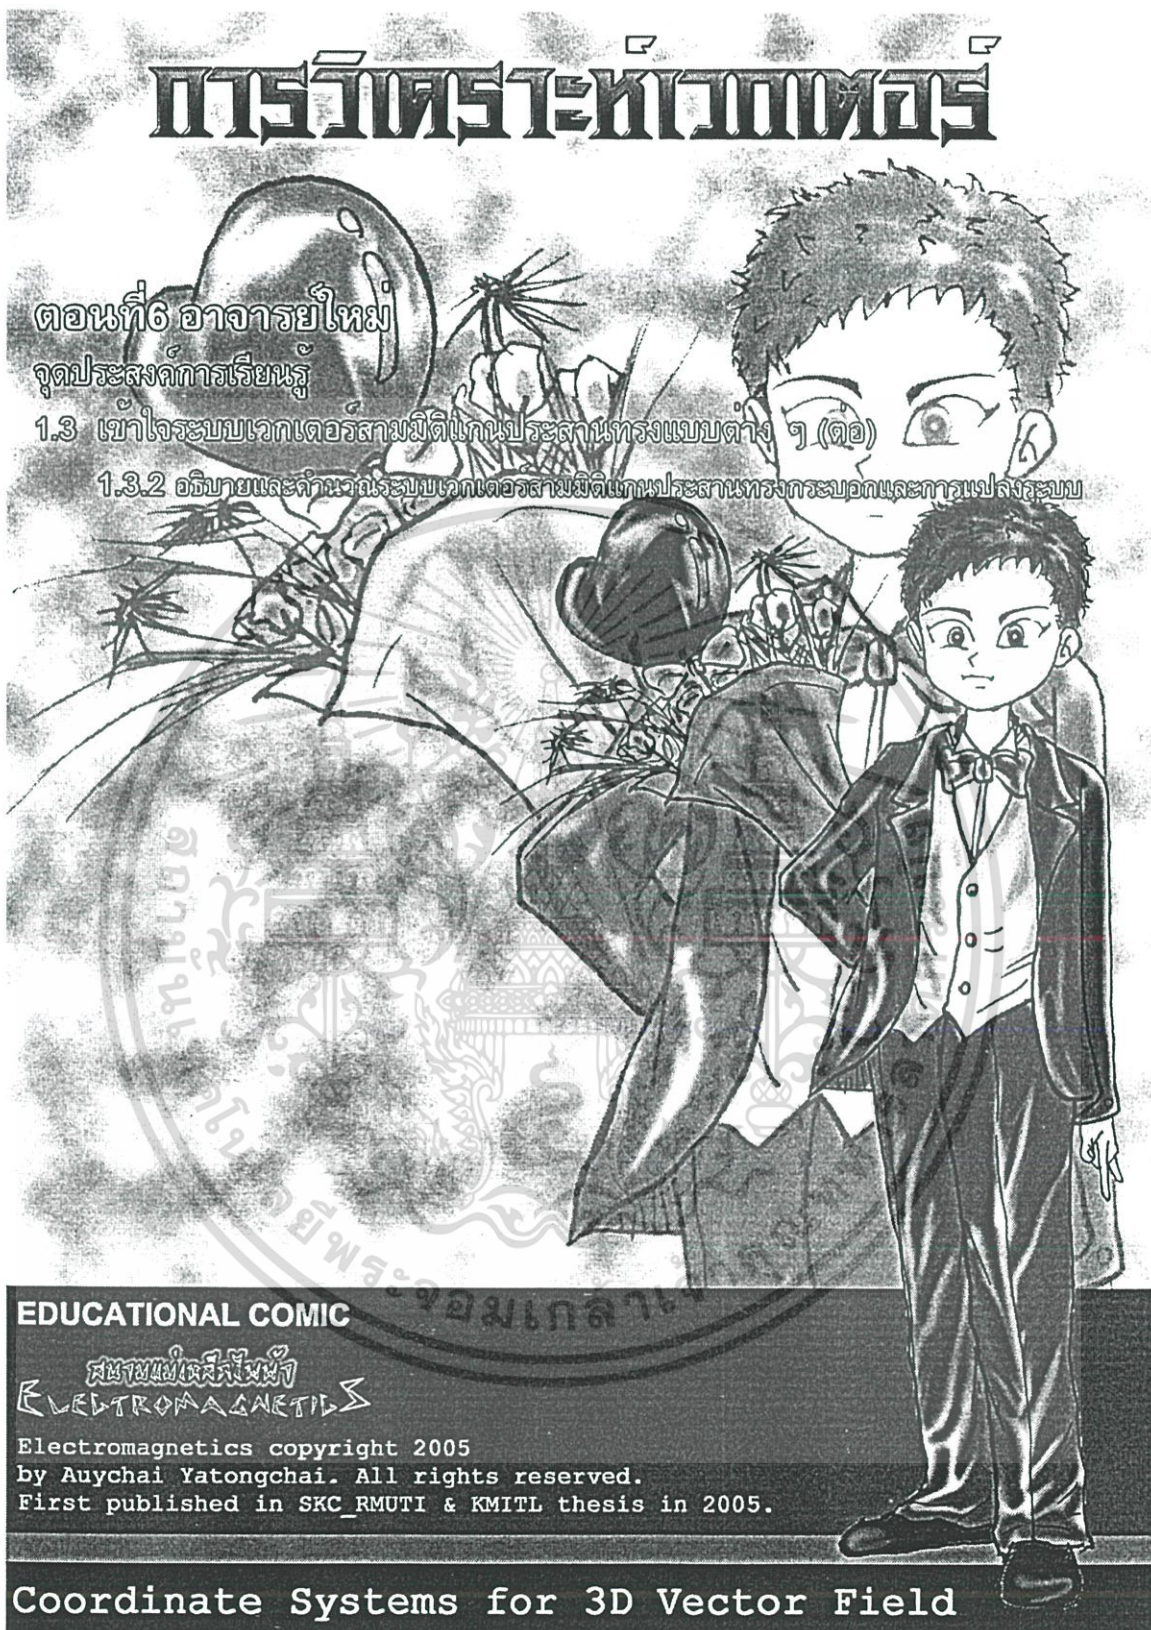 การวิเคราะห์เวกเตอร์
ตอนที่6 อาจารย์ใหม่
จุดประสงค์การเรียนรู้
1.3 เข้าใจระบบเวกเตอร์สามมิติแกนประสานทรงแบบต่าง ๆ (ต่อ)
1.3.2 อธิบายและคำนวณระบบเวกเตอร์สามมิติแกนประสานทรงกระบอกและการแปลงระบบ
EDUCATIONAL COMIC
สนามแม่เหล็กไฟฟ้า
ELECTROMAGNETICS
Electromagnetics copyright 2005
by Auychai Yatongchai. All rights reserved.
First published in SKC_RMUTI & KMITL thesis in 2005.
Coordinate Systems for 3D Vector Field